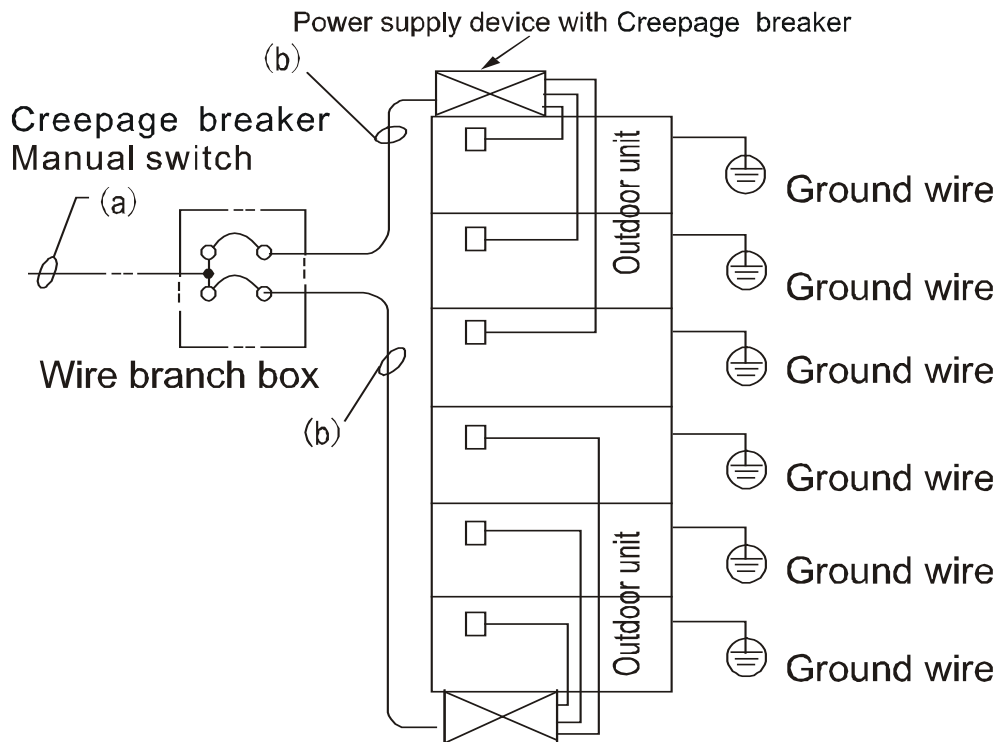 Power supply device with Creepage breaker
(b)
Creepage breaker
Manual switch
(a)
Wire branch box
(b)
Outdoor unit
Outdoor unit
Ground wire
Ground wire
Ground wire
Ground wire
Ground wire
Ground wire